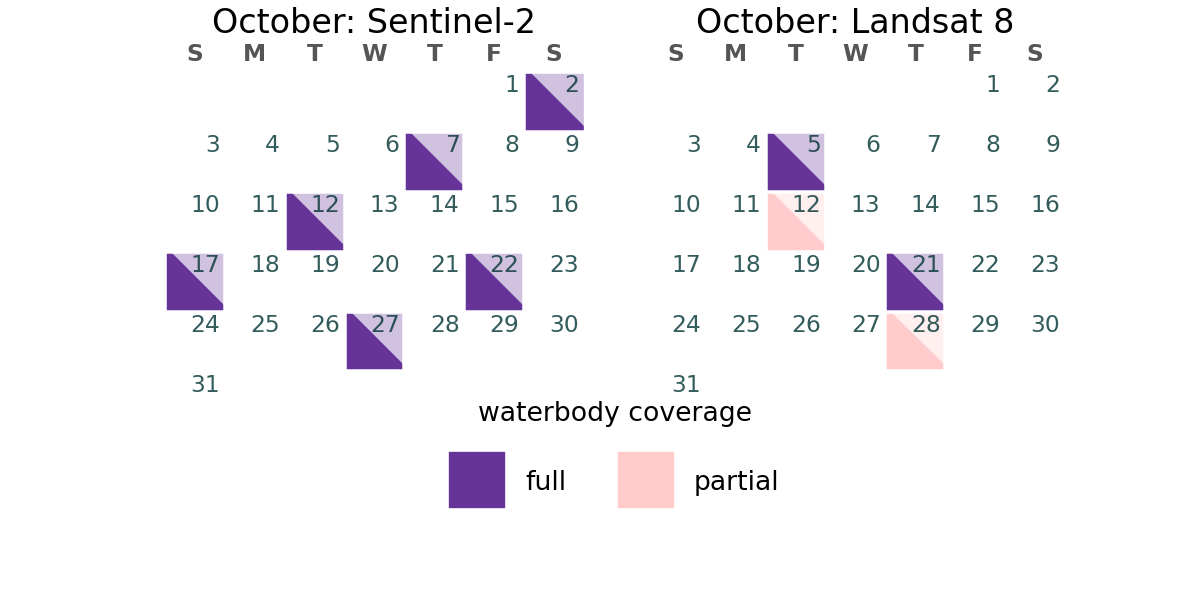 October: Sentinel-2
S M T W T F S
1 2
3 4 5 6 7 8 9
10 11 12 13 14 15 16
17 18 19 20 21 22 23
24 25 26 27 28 29 30
31
October: Landsat 8
S M T W T F S
1 2
3 4 5 6 7 8 9
10 11 12 13 14 15 16
17 18 19 20 21 22 23
24 25 26 27 28 29 30
31
waterbody coverage
full partial